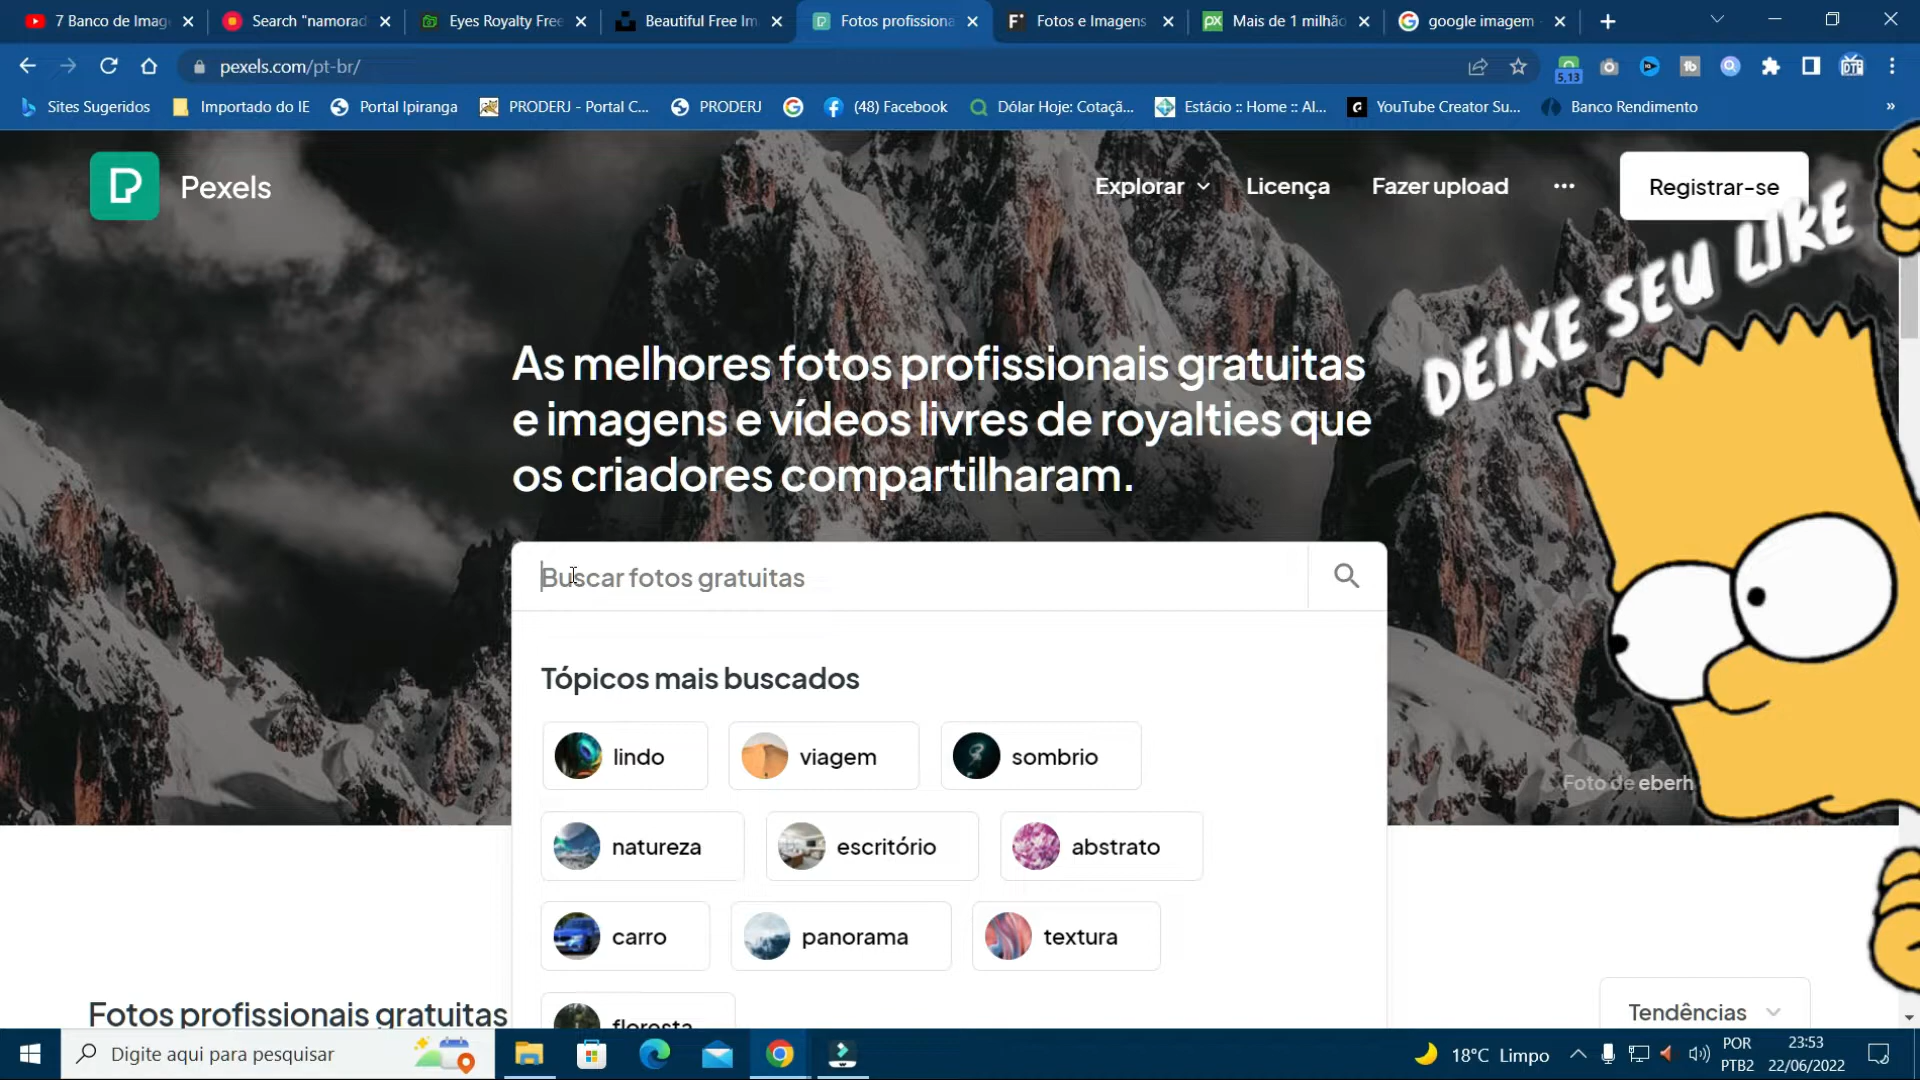 7 Banco de Imag
Search "namorad
Eyes Royalty Free
Beautiful Free Im
Fotos profissiona
Fotos e Imagens
Mais de 1 milhão
google imagem
pexels.com/pt-br/
5,13
Sites Sugeridos
Importado do IE
Portal Ipiranga
PRODERJ - Portal C...
PRODERJ
(48) Facebook
Dólar Hoje: Cotaçã...
Estácio :: Home :: Al...
YouTube Creator Su...
Banco Rendimento
»
Pexels
Explorar
Licença
Fazer upload
Registrar-se
DEIXE SEU LIKE
As melhores fotos profissionais gratuitas
e imagens e vídeos livres de royalties que
os criadores compartilharam.
Buscar fotos gratuitas
Tópicos mais buscados
lindo
viagem
sombrio
Foto de eberh
natureza
escritório
abstrato
carro
panorama
textura
floresta
Fotos profissionais gratuitas
Tendências
Digite aqui para pesquisar
18°C Limpo
POR
PTB2
23:53
22/06/2022